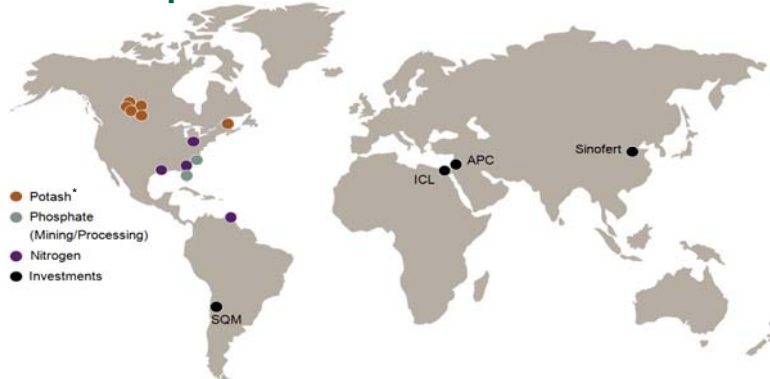 Sinofert
APC
ICL
Potash*
Phosphate
(Mining/Processing)
Nitrogen
Investments
SQM